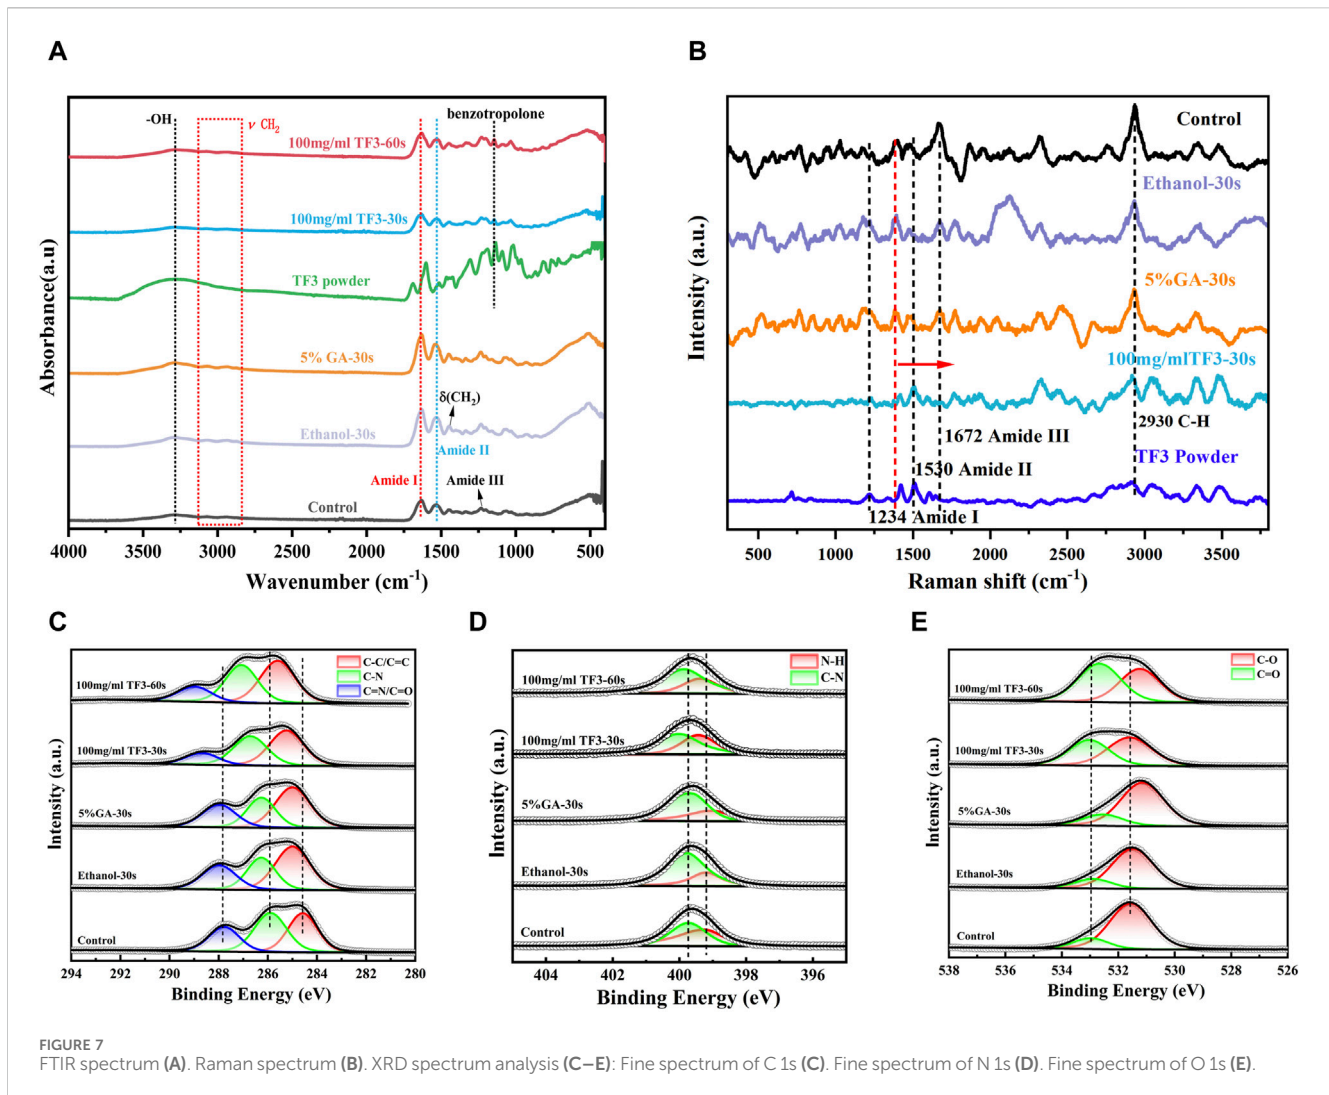 A
-OH
ν CH2
benzotropolone
100mg/ml TF3-60s
100mg/ml TF3-30s
TF3 powder
5% GA-30s
δ(CH2)
Ethanol-30s
Amide II
Amide I
Amide III
Control
Absorbance(a.u)
4000 3500 3000 2500 2000 1500 1000 500
Wavenumber (cm-1)
B
Control
Ethanol-30s
5%GA-30s
100mg/mlTF3-30s
2930 C-H
1672 Amide III
TF3 Powder
1530 Amide II
1234 Amide I
Intensity (a.u.)
500 1000 1500 2000 2500 3000 3500
Raman shift (cm-1)
C
C-C/C=C
C-N
C=N/C=O
100mg/ml TF3-60s
100mg/ml TF3-30s
5%GA-30s
Ethanol-30s
Control
Intensity (a.u.)
294 292 290 288 286 284 282 280
Binding Energy (eV)
D
N-H
C-N
100mg/ml TF3-60s
100mg/ml TF3-30s
5%GA-30s
Ethanol-30s
Control
Intensity (a.u.)
404 402 400 398 396
Binding Energy (eV)
E
C-O
C=O
100mg/ml TF3-60s
100mg/ml TF3-30s
5%GA-30s
Ethanol-30s
Control
Intensity (a.u.)
538 536 534 532 530 528 526
Binding Energy (eV)
FIGURE 7
FTIR spectrum (A). Raman spectrum (B). XRD spectrum analysis (C–E): Fine spectrum of C 1s (C). Fine spectrum of N 1s (D). Fine spectrum of O 1s (E).